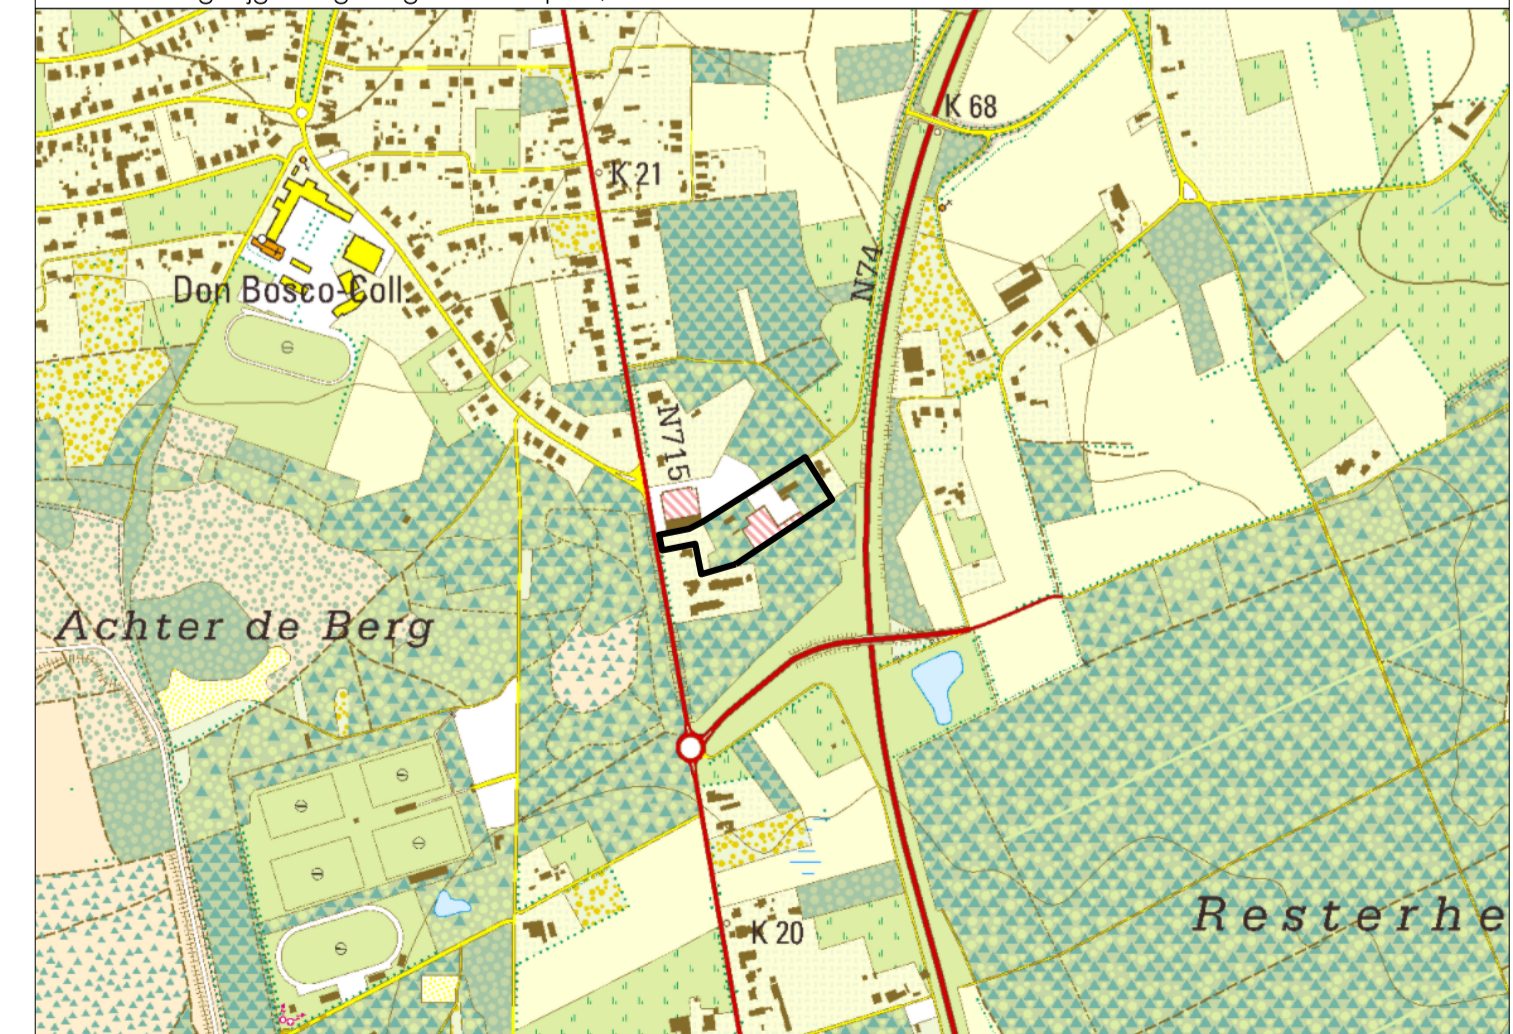 K 68
K 21
N74
Don Bosco-Coll.
N715
Achter de Berg
Resterhe
K 20